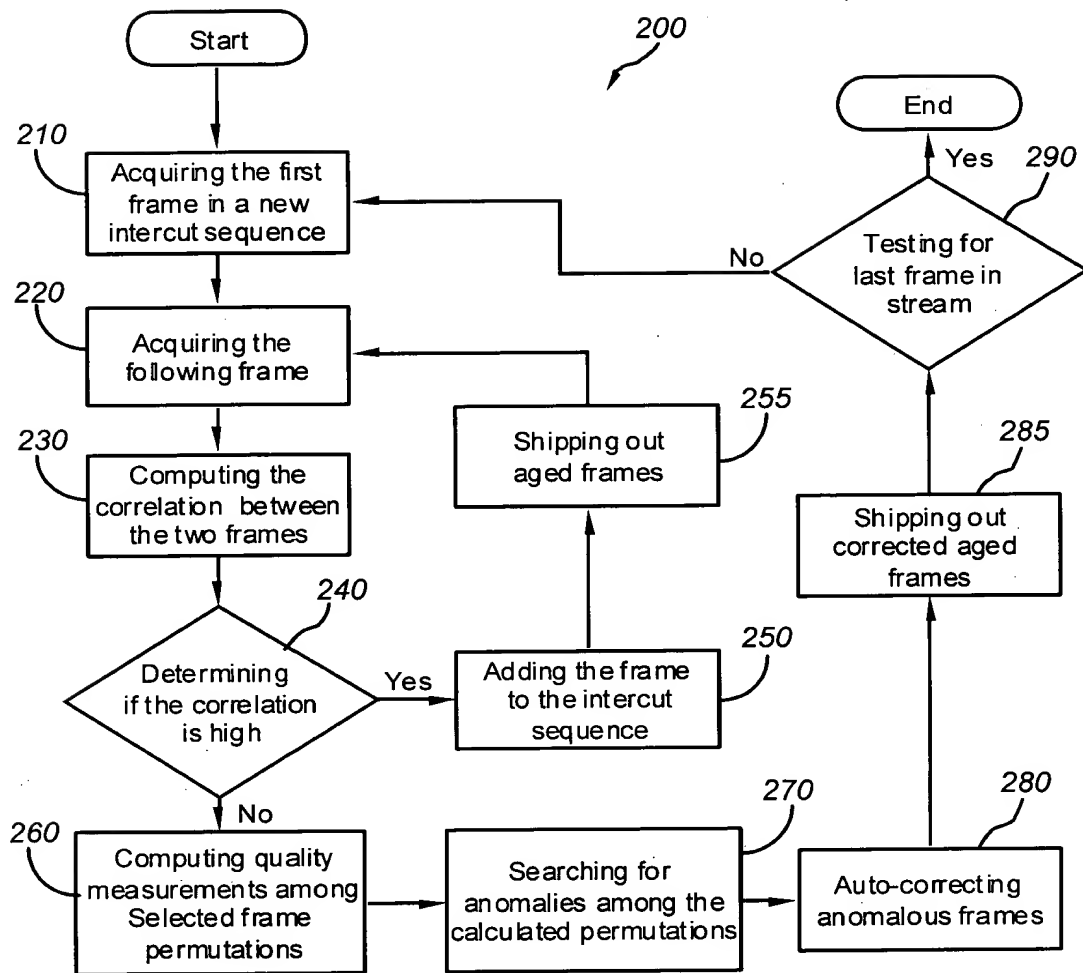 Start
200
End
210
Acquiring the first
frame in a new
intercut sequence
Yes
290
Testing for
last frame in
stream
No
220
Acquiring the
following frame
255
Shipping out
aged frames
230
Computing the
correlation between
the two frames
285
Shipping out
corrected aged
frames
240
Determining
if the correlation
is high
Yes
250
Adding the frame
to the intercut
sequence
No
260
Computing quality
measurements among
Selected frame
permutations
270
Searching for
anomalies among the
calculated permutations
280
Auto-correcting
anomalous frames